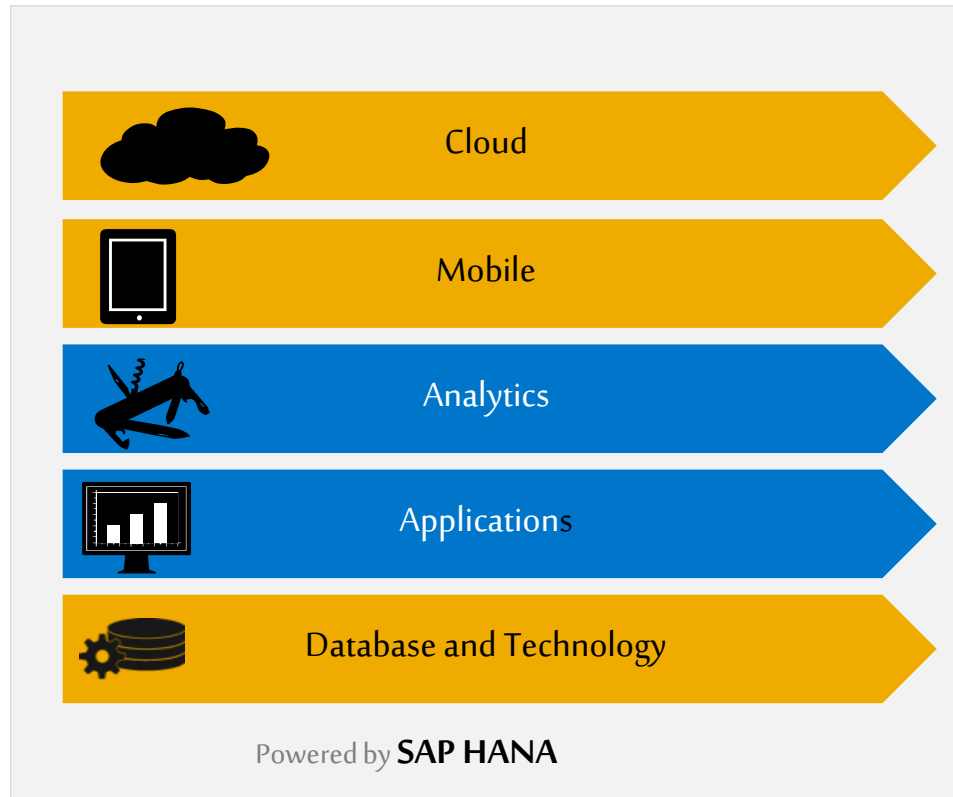 Cloud
Mobile
Analytics
Applications
Database and Technology
Powered by SAP HANA